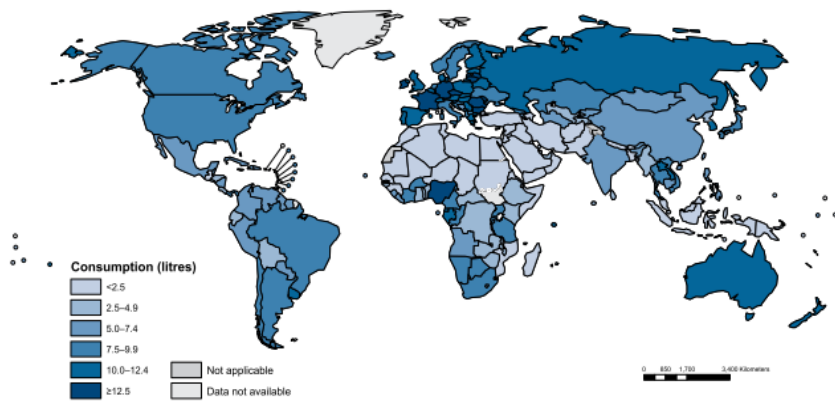 Consumption (litres)
<2.5
2.5–4.9
5.0–7.4
7.5–9.9
10.0–12.4
≥12.5
Not applicable
Data not available
0 850 1,700 3,400 Kilometers